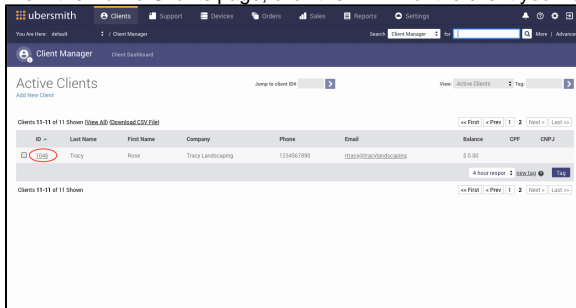 ubersmith Clients Support Devices Orders Sales Reports Settings
You Are Here: default / Client Manager Search Client Manager for More | Advance
Client Manager Client Dashboard
Active Clients Jump to client ID# View: Active Clients Tag:
Add New Client
Clients 11-11 of 11 Shown (View All) (Download CSV File) << First < Prev 1 2 Next > Last >>
ID Last Name First Name Company Phone Email Balance CPF CNPJ
1046 Tracy Rose Tracy Landscaping 1234567890 rtracy@tracylandscaping $ 0.00
4 hour respor new tag Tag
Clients 11-11 of 11 Shown << First < Prev 1 2 Next > Last >>